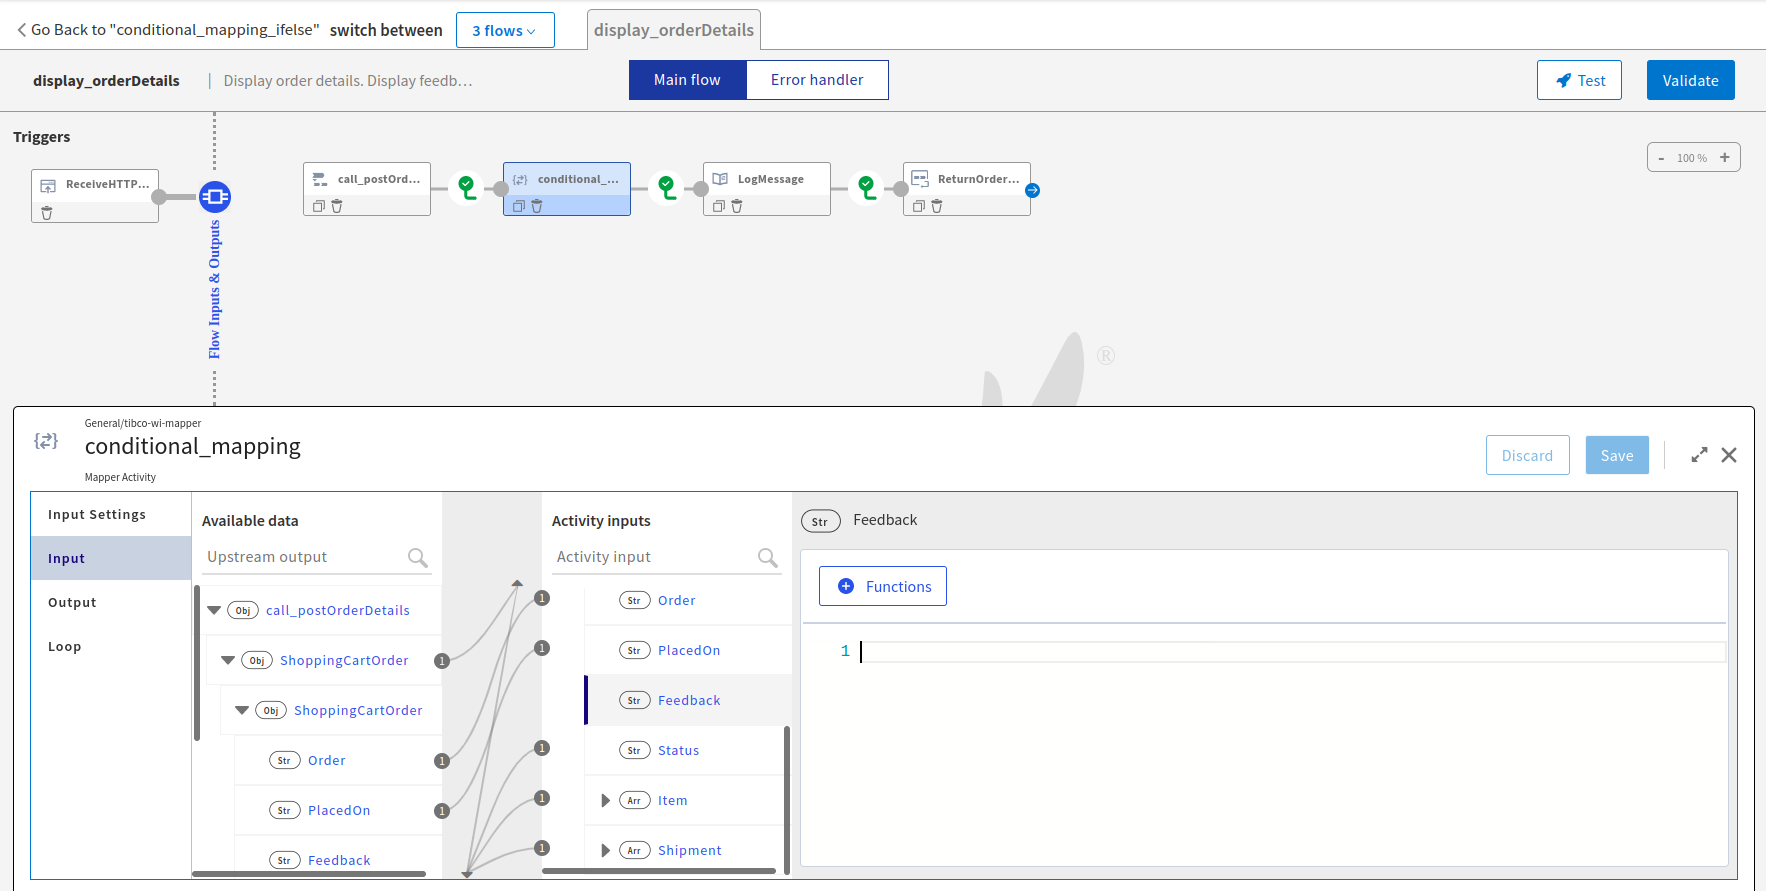 Go Back to "conditional_mapping_ifelse" switch between 3 flows display_orderDetails
display_orderDetails | Display order details. Display feedb... Main flow Error handler Test Validate
Triggers
- 100 % +
ReceiveHTTP...
call_postOrd...
conditional_...
LogMessage
ReturnOrder...
Flow Inputs & Outputs
®
General/tibco-wi-mapper
conditional_mapping
Mapper Activity
Discard Save
Input Settings
Input
Output
Loop
Available data
Upstream output
Obj call_postOrderDetails
Obj ShoppingCartOrder 1
Obj ShoppingCartOrder
Str Order 1
Str PlacedOn 1
Str Feedback
Activity inputs
Activity input
1 Str Order
1 Str PlacedOn
Str Feedback
1 Str Status
1 Arr Item
1 Arr Shipment
Str Feedback
+ Functions
1